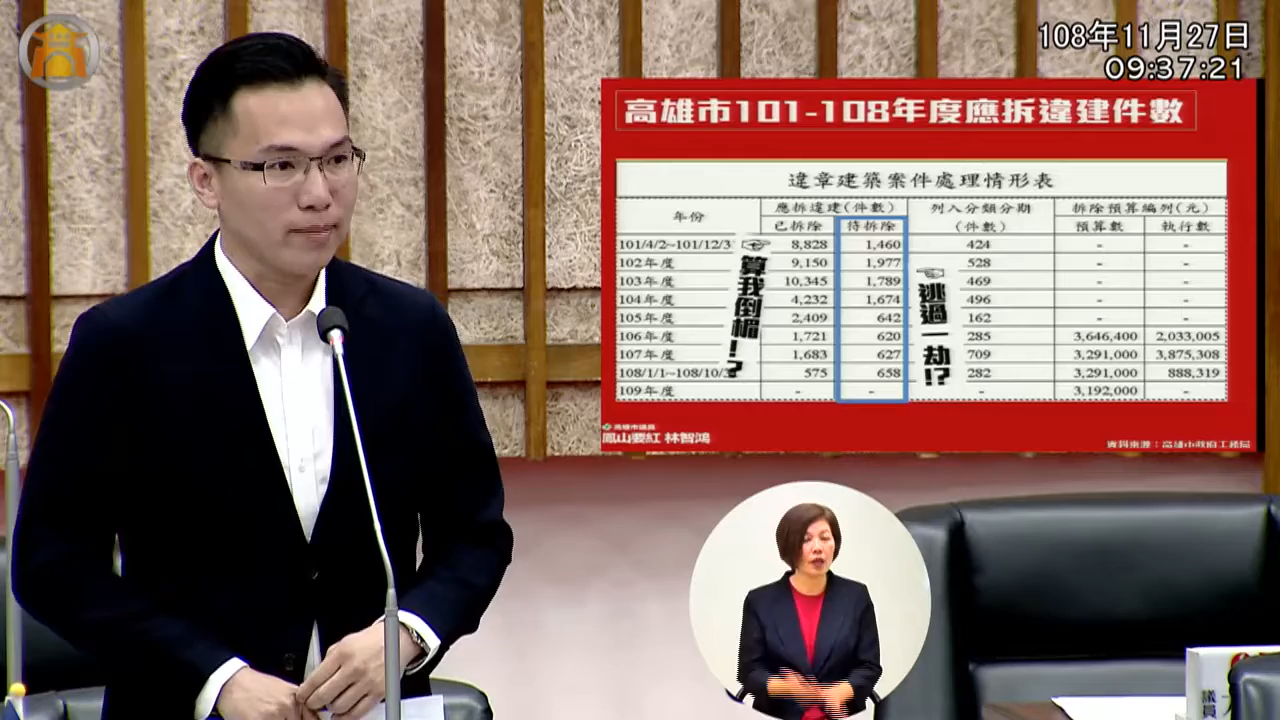 108年11月27日
09:37:21
高雄市101-108年度應拆違建件數
違章建築案件處理情形表
年份 應拆違建(件數) 列入分類分期(件數) 拆除預算編列(元)
已拆除 待拆除 預算數 執行數
101/4/2~101/12/3 8,828 1,460 424 - -
102年度 9,150 1,977 528 - -
103年度 10,345 1,789 469 - -
104年度 4,232 1,674 496 - -
105年度 2,409 642 162 - -
106年度 1,721 620 285 3,646,400 2,033,005
107年度 1,683 627 709 3,291,000 3,875,308
108/1/1~108/10/3 575 658 282 3,291,000 888,319
109年度 - - - 3,192,000 -
算我倒楣!?
逃過一劫!?
高雄市議員
鳳山要紅 林智鴻
資料來源:高雄市政府工務局
議員